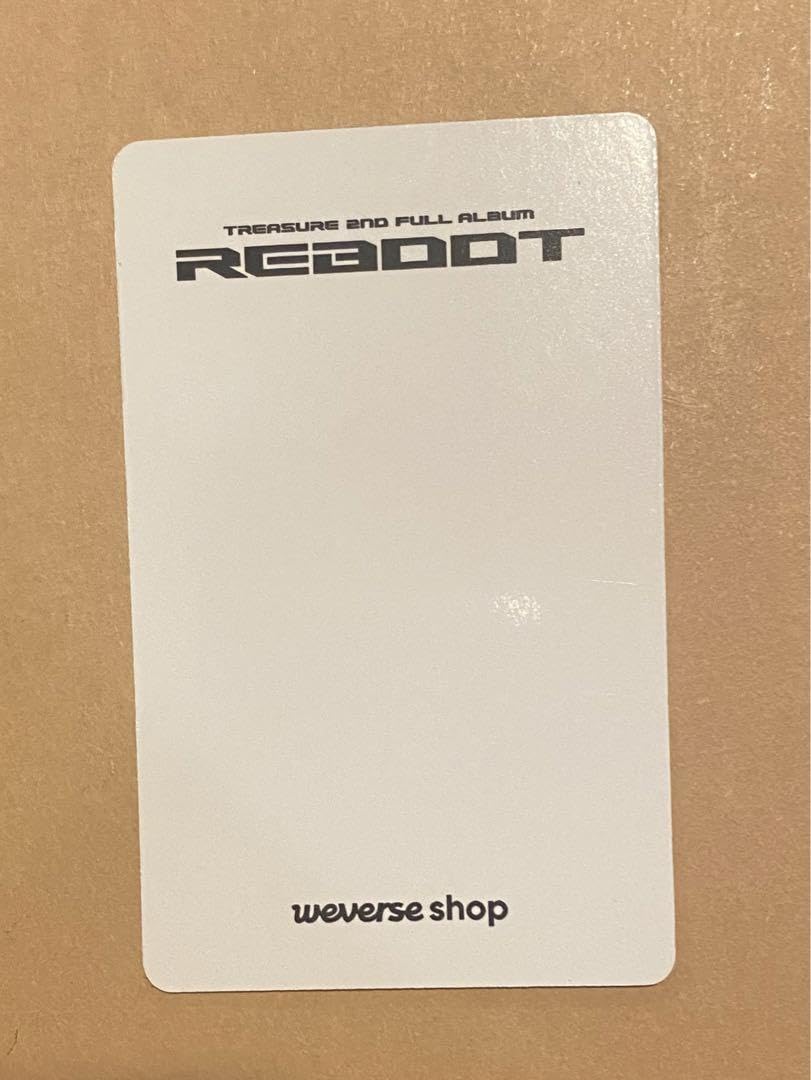 TREASURE 2ND FULL ALBUM
REBOOT
weverse shop